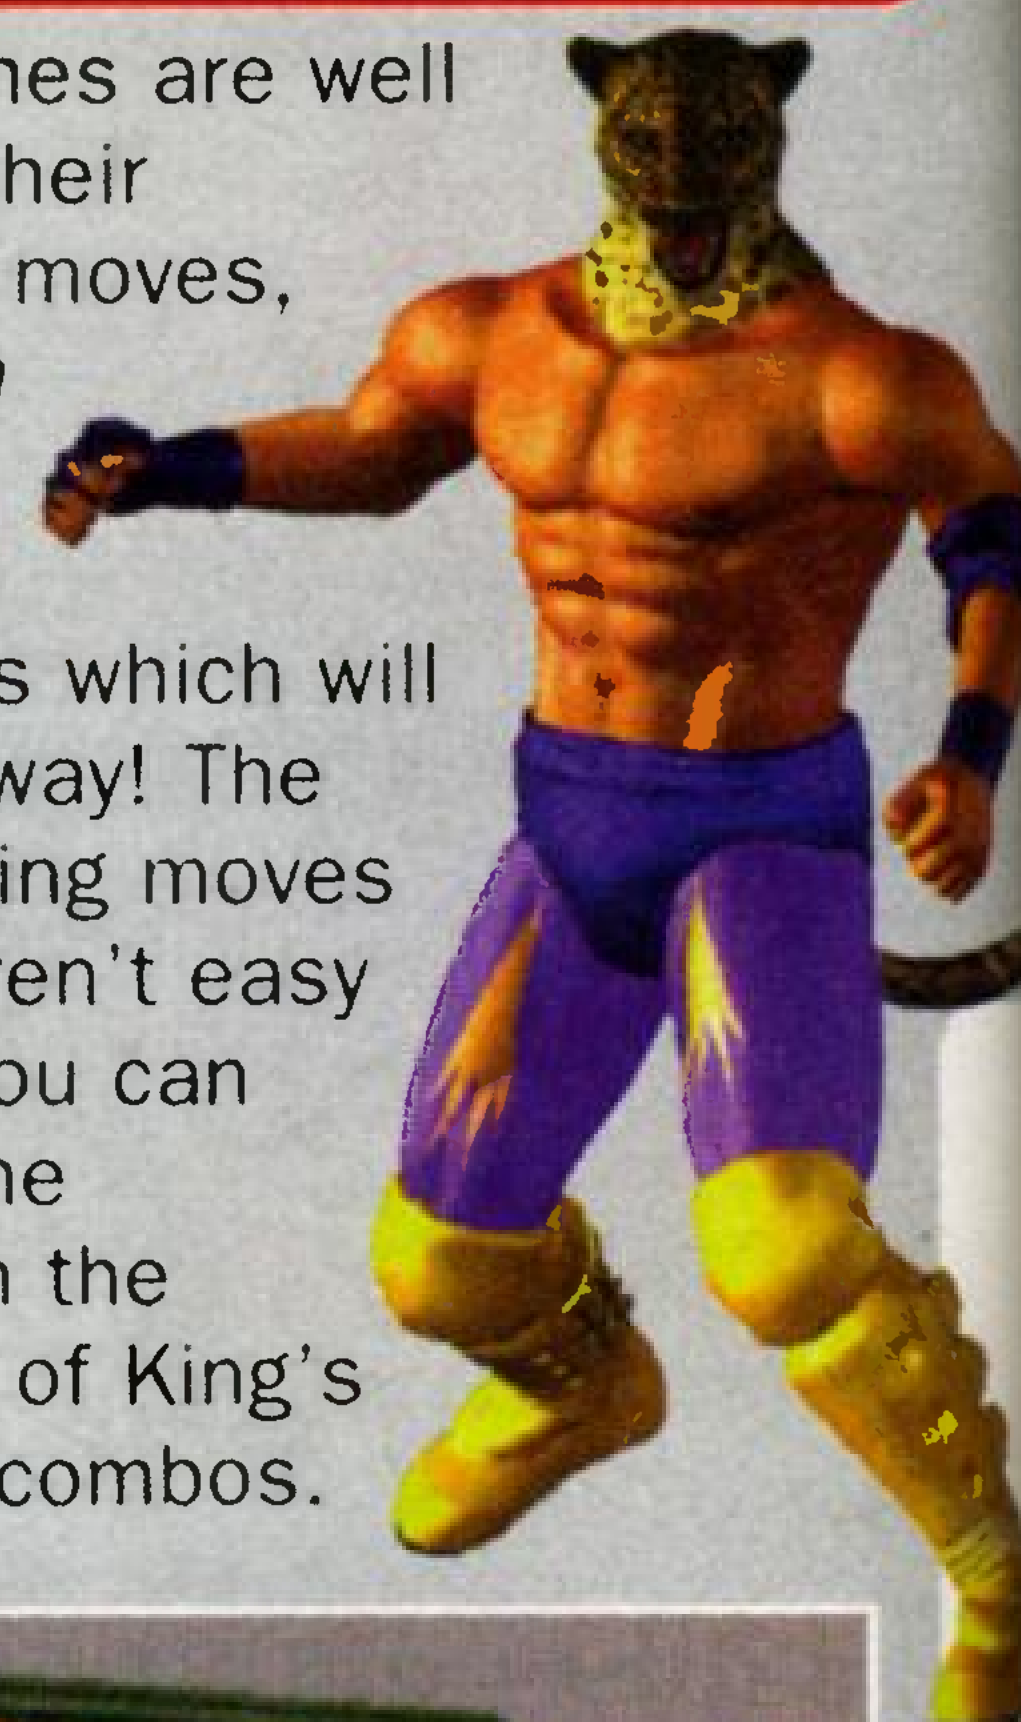 nes are well
heir
moves,
s which will
way! The
ing moves
ren't easy
ou can
ne
n the
of King's
combos.